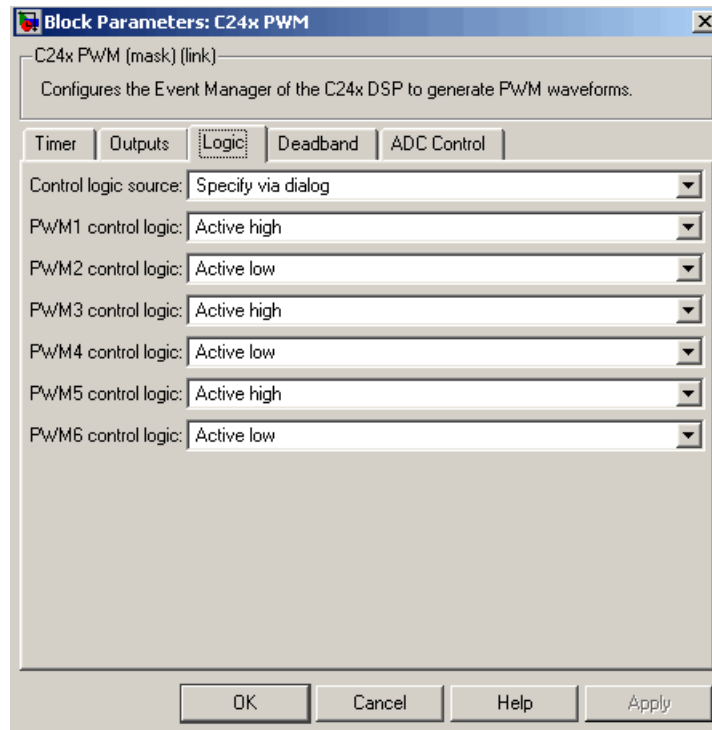 Block Parameters: C24x PWM
C24x PWM (mask) (link)
Configures the Event Manager of the C24x DSP to generate PWM waveforms.
Timer Outputs Logic Deadband ADC Control
Control logic source: Specify via dialog
PWM1 control logic: Active high
PWM2 control logic: Active low
PWM3 control logic: Active high
PWM4 control logic: Active low
PWM5 control logic: Active high
PWM6 control logic: Active low
OK Cancel Help Apply